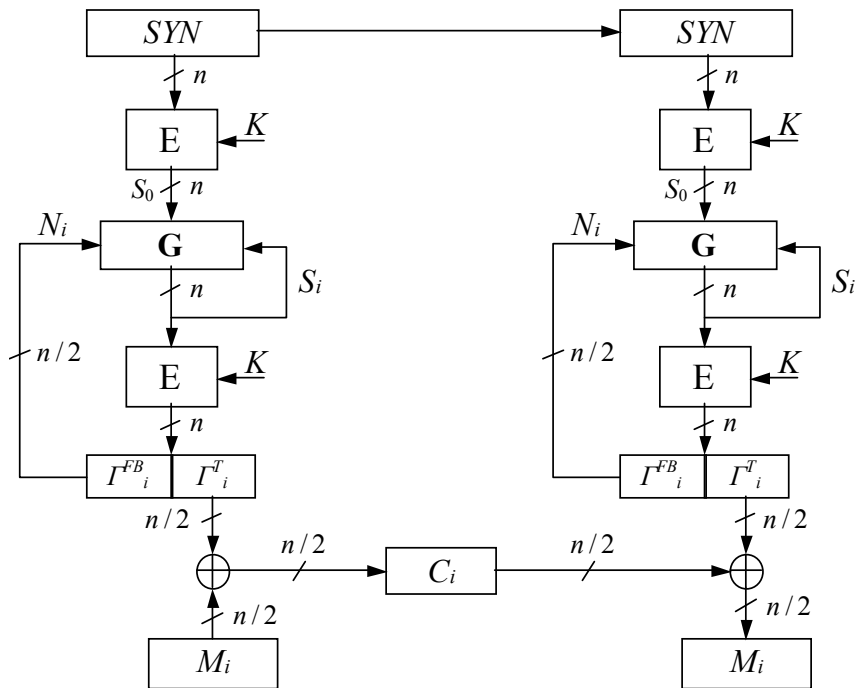 SYN SYN
n n
E K E K
S₀ n S₀ n
Nᵢ G Nᵢ G
n Sᵢ n Sᵢ
n/2 E K n/2 E K
n n
Γ^FB_i Γ^T_i Γ^FB_i Γ^T_i
n/2 n/2 n/2 n/2
Cᵢ
n/2 n/2
Mᵢ Mᵢ